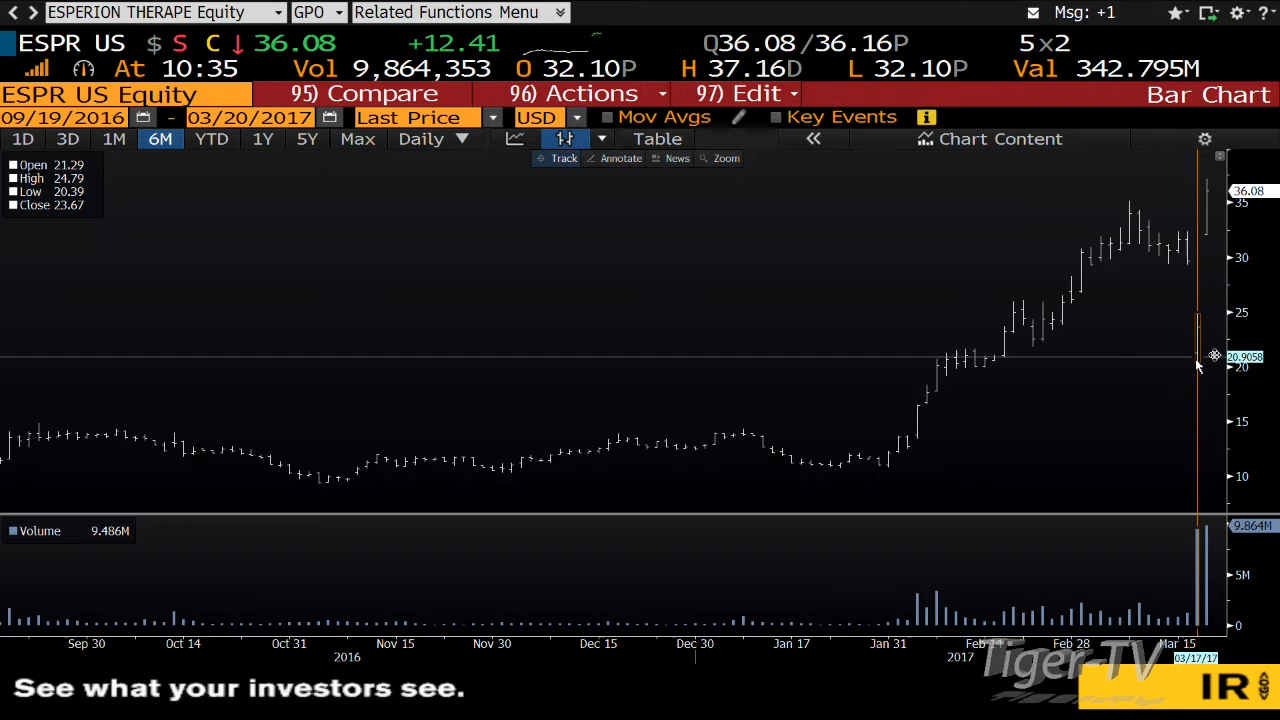 ESPERION THERAPE Equity GPO Related Functions Menu Msg: +1 ?
ESPR US $ S C ↓ 36.08 +12.41 Q36.08/36.16P 5x2
At 10:35 Vol 9,864,353 O 32.10P H 37.16D L 32.10P Val 342.795M
ESPR US Equity 95) Compare 96) Actions 97) Edit Bar Chart
09/19/2016 - 03/20/2017 Last Price USD Mov Avgs Key Events i
1D 3D 1M 6M YTD 1Y 5Y Max Daily Table Chart Content
Track Annotate News Zoom
Open 21.29
High 24.79
Low 20.39
Close 23.67
36.08
35
30
25
20.9058
20
15
10
Volume 9.486M
9.864M
5M
0
Sep 30 Oct 14 Oct 31 Nov 15 Nov 30 Dec 15 Dec 30 Jan 17 Jan 31 Feb 14 Feb 28 Mar 15
2016 2017 03/17/17
Tiger-TV
See what your investors see.
IR